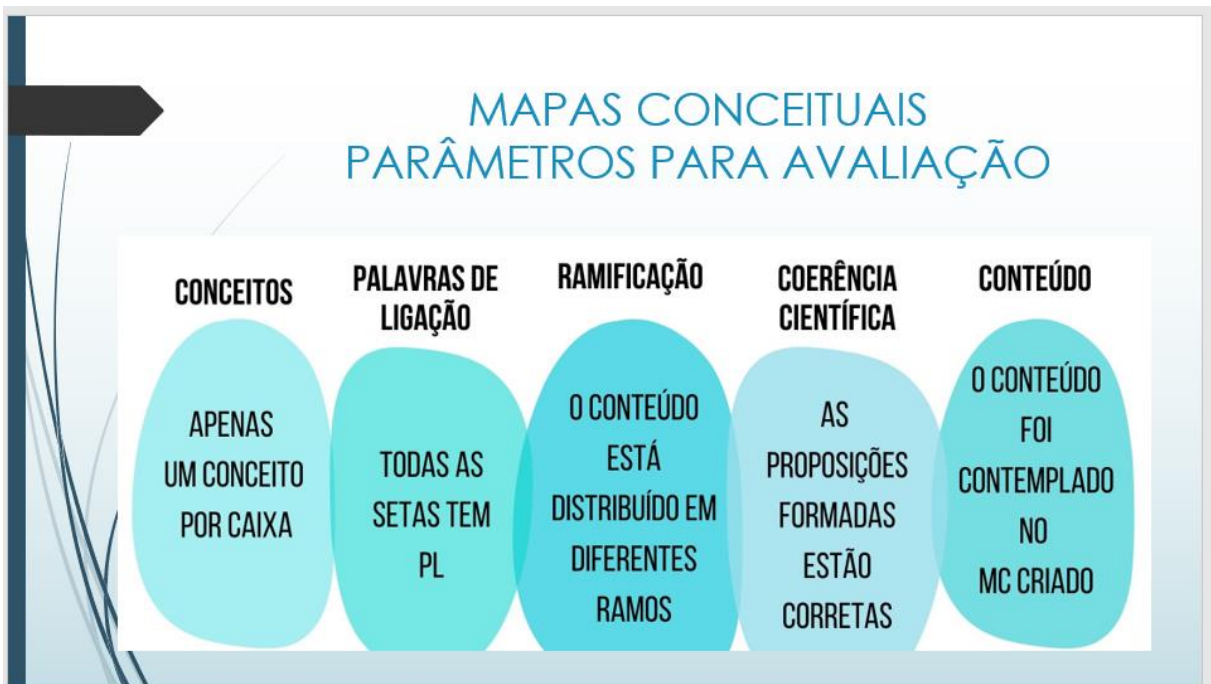 MAPAS CONCEITUAIS
PARÂMETROS PARA AVALIAÇÃO
CONCEITOS
APENAS
UM CONCEITO
POR CAIXA
PALAVRAS DE
LIGAÇÃO
TODAS AS
SETAS TEM
PL
RAMIFICAÇÃO
O CONTEÚDO
ESTÁ
DISTRIBUÍDO EM
DIFERENTES
RAMOS
COERÊNCIA
CIENTÍFICA
AS
PROPOSIÇÕES
FORMADAS
ESTÃO
CORRETAS
CONTEÚDO
O CONTEÚDO
FOI
CONTEMPLADO
NO
MC CRIADO